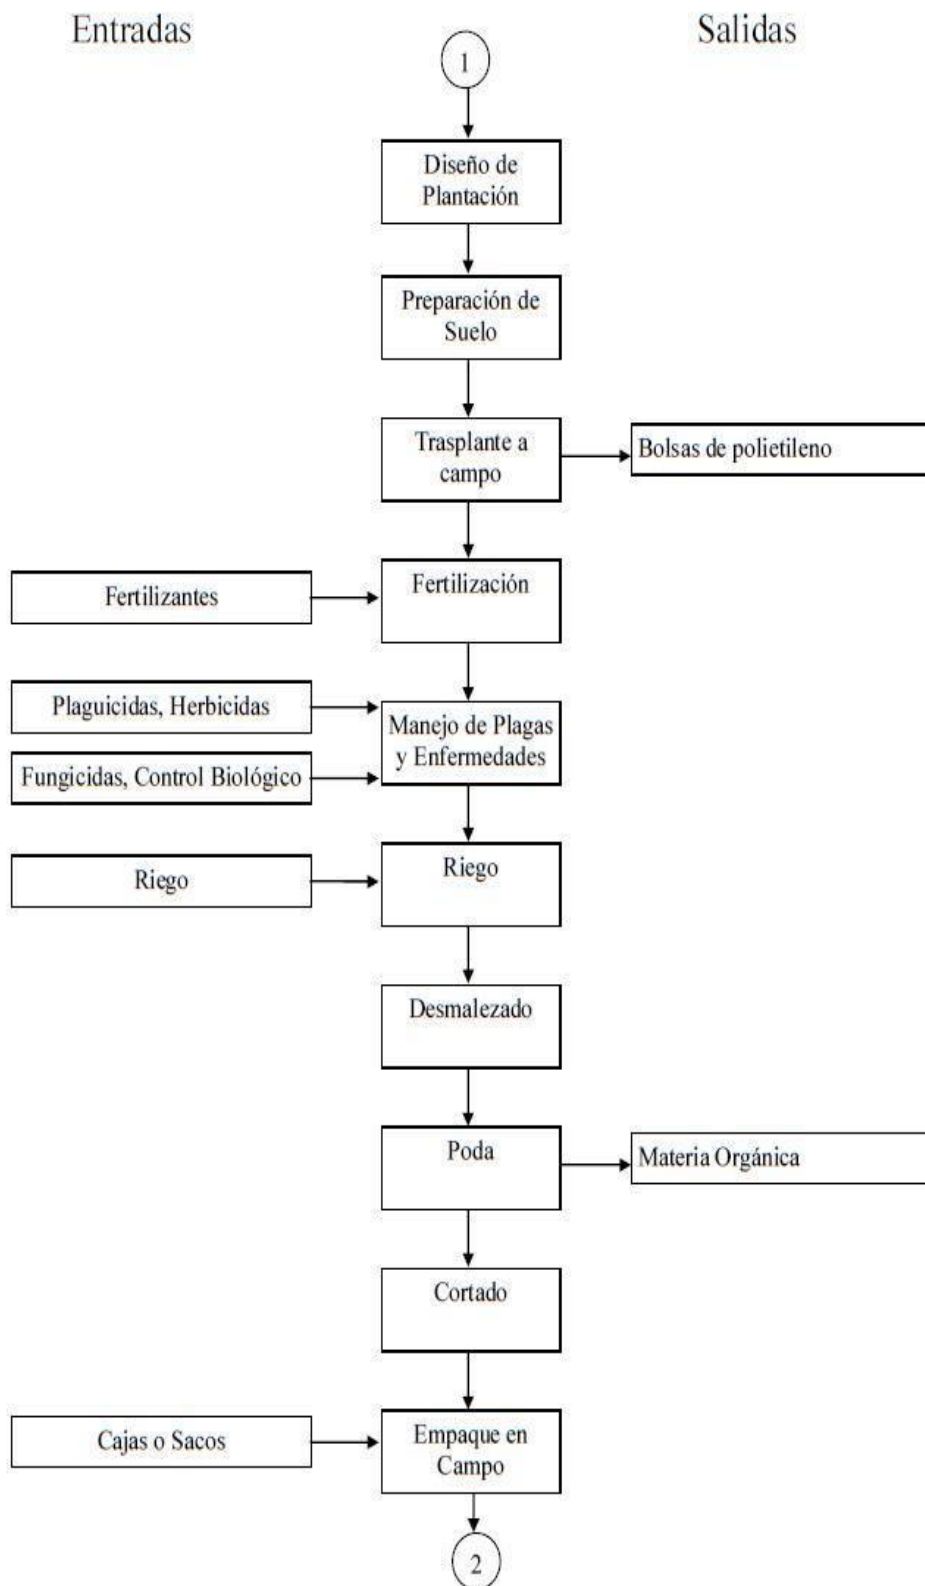 Entradas
Salidas
1
Diseño de
Plantación
Preparación de
Suelo
Trasplante a
campo
Bolsas de polietileno
Fertilizantes
Fertilización
Plaguicidas, Herbicidas
Manejo de Plagas
y Enfermedades
Fungicidas, Control Biológico
Riego
Riego
Desmalezado
Poda
Materia Orgánica
Cortado
Cajas o Sacos
Empaque en
Campo
2